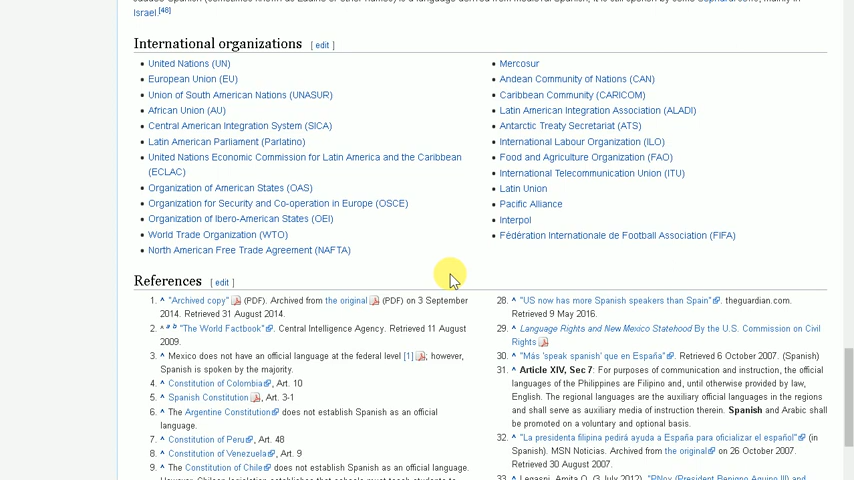 Israel.[46]
International organizations [ edit ]
United Nations (UN)
European Union (EU)
Union of South American Nations (UNASUR)
African Union (AU)
Central American Integration System (SICA)
Latin American Parliament (Parlatino)
United Nations Economic Commission for Latin America and the Caribbean
(ECLAC)
Organization of American States (OAS)
Organization for Security and Co-operation in Europe (OSCE)
Organization of Ibero-American States (OEI)
World Trade Organization (WTO)
North American Free Trade Agreement (NAFTA)
Mercosur
Andean Community of Nations (CAN)
Caribbean Community (CARICOM)
Latin American Integration Association (ALADI)
Antarctic Treaty Secretariat (ATS)
International Labour Organization (ILO)
Food and Agriculture Organization (FAO)
International Telecommunication Union (ITU)
Latin Union
Pacific Alliance
Interpol
Fédération Internationale de Football Association (FIFA)
References [ edit ]
1. ^ "Archived copy" (PDF). Archived from the original (PDF) on 3 September
2014. Retrieved 31 August 2014.
2. ^ a b "The World Factbook". Central Intelligence Agency. Retrieved 11 August
2009.
3. ^ Mexico does not have an official language at the federal level [1]; however,
Spanish is spoken by the majority.
4. ^ Constitution of Colombia, Art. 10
5. ^ Spanish Constitution, Art. 3-1
6. ^ The Argentine Constitution does not establish Spanish as an official
language.
7. ^ Constitution of Peru, Art. 48
8. ^ Constitution of Venezuela, Art. 9
9. ^ The Constitution of Chile does not establish Spanish as an official language.
28. ^ "US now has more Spanish speakers than Spain". theguardian.com.
Retrieved 9 May 2016.
29. ^ Language Rights and New Mexico Statehood By the U.S. Commission on Civil
Rights
30. ^ "Más 'speak spanish' que en España". Retrieved 6 October 2007. (Spanish)
31. ^ Article XIV, Sec 7: For purposes of communication and instruction, the official
languages of the Philippines are Filipino and, until otherwise provided by law,
English. The regional languages are the auxiliary official languages in the regions
and shall serve as auxiliary media of instruction therein. Spanish and Arabic shall
be promoted on a voluntary and optional basis.
32. ^ "La presidenta filipina pedirá ayuda a España para oficializar el español" (in
Spanish). MSN Noticias. Archived from the original on 26 October 2007.
Retrieved 30 August 2007.